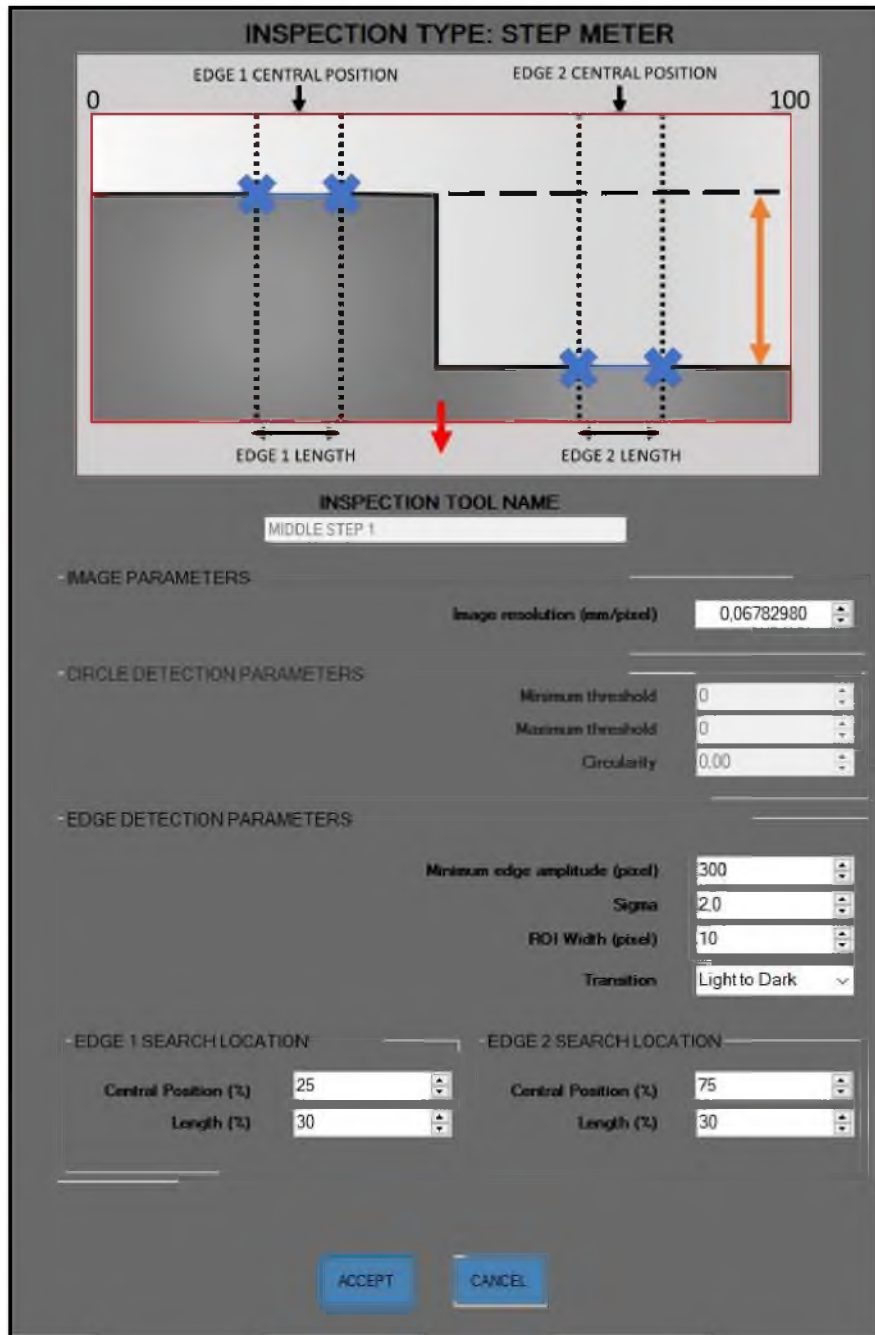 INSPECTION TYPE: STEP METER
EDGE 1 CENTRAL POSITION EDGE 2 CENTRAL POSITION
0 100
EDGE 1 LENGTH EDGE 2 LENGTH
INSPECTION TOOL NAME
MIDDLE STEP 1
IMAGE PARAMETERS
Image resolution (mm/pixel) 0,06782980
CIRCLE DETECTION PARAMETERS
Minimum threshold 0
Maximum threshold 0
Circularity 0,00
EDGE DETECTION PARAMETERS
Minimum edge amplitude (pixel) 300
Sigma 2,0
ROI Width (pixel) 10
Transition Light to Dark
EDGE 1 SEARCH LOCATION EDGE 2 SEARCH LOCATION
Central Position (%) 25 Central Position (%) 75
Length (%) 30 Length (%) 30
ACCEPT CANCEL